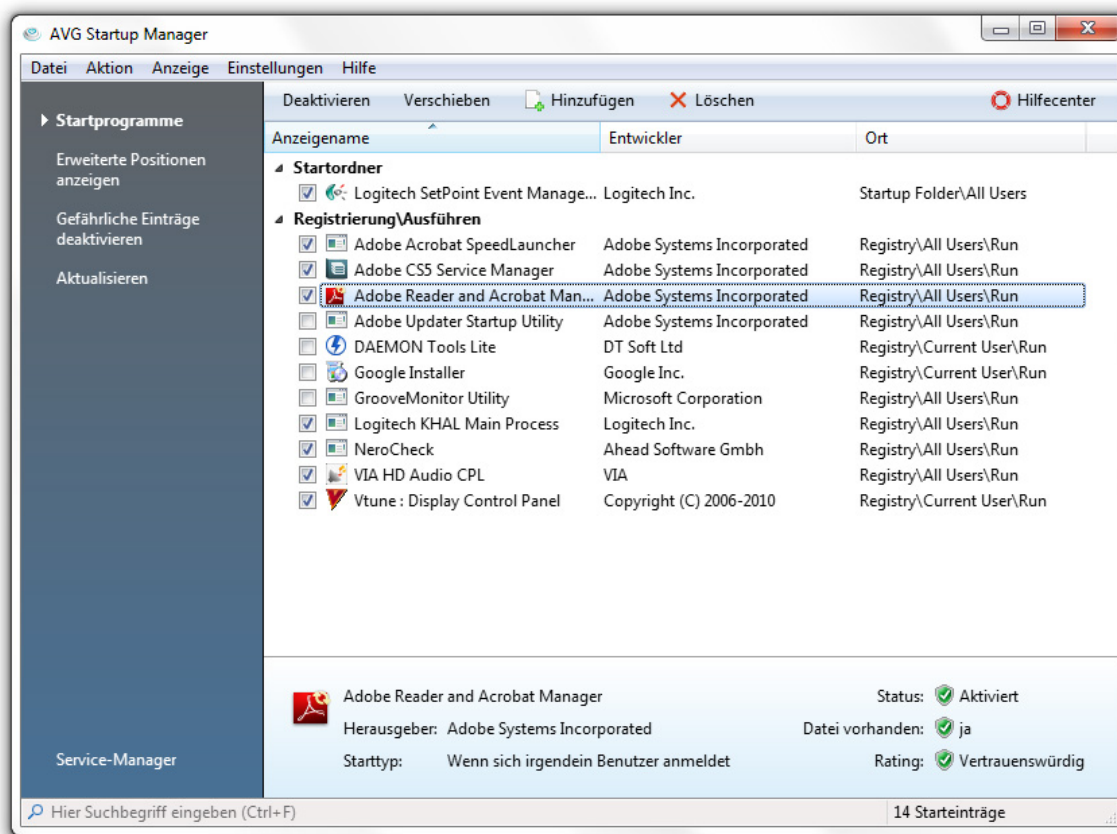 AVG Startup Manager
Datei Aktion Anzeige Einstellungen Hilfe
Deaktivieren Verschieben Hinzufügen Löschen Hilfecenter
Startprogramme
Erweiterte Positionen
anzeigen
Gefährliche Einträge
deaktivieren
Aktualisieren
Service-Manager
Anzeigename Entwickler Ort
Startordner
Logitech SetPoint Event Manage... Logitech Inc. Startup Folder\All Users
Registrierung\Ausführen
Adobe Acrobat SpeedLauncher Adobe Systems Incorporated Registry\All Users\Run
Adobe CS5 Service Manager Adobe Systems Incorporated Registry\All Users\Run
Adobe Reader and Acrobat Man... Adobe Systems Incorporated Registry\All Users\Run
Adobe Updater Startup Utility Adobe Systems Incorporated Registry\All Users\Run
DAEMON Tools Lite DT Soft Ltd Registry\Current User\Run
Google Installer Google Inc. Registry\Current User\Run
GrooveMonitor Utility Microsoft Corporation Registry\All Users\Run
Logitech KHAL Main Process Logitech Inc. Registry\All Users\Run
NeroCheck Ahead Software Gmbh Registry\All Users\Run
VIA HD Audio CPL VIA Registry\All Users\Run
Vtune : Display Control Panel Copyright (C) 2006-2010 Registry\Current User\Run
Adobe Reader and Acrobat Manager Status: Aktiviert
Herausgeber: Adobe Systems Incorporated Datei vorhanden: ja
Starttyp: Wenn sich irgendein Benutzer anmeldet Rating: Vertrauenswürdig
Hier Suchbegriff eingeben (Ctrl+F) 14 Starteinträge